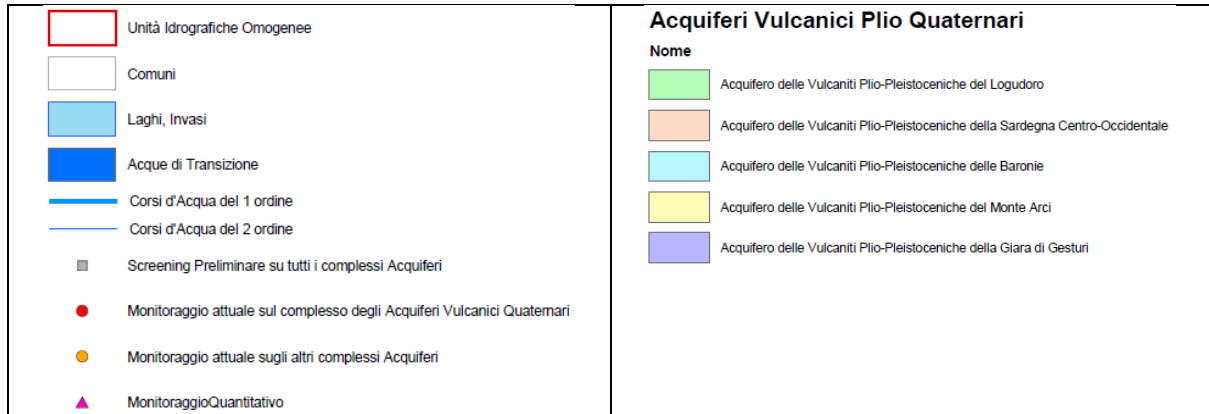 Unità Idrografiche Omogenee
Comuni
Laghi, Invasi
Acque di Transizione
Corsi d'Acqua del 1 ordine
Corsi d'Acqua del 2 ordine
Screening Preliminare su tutti i complessi Acquiferi
Monitoraggio attuale sul complesso degli Acquiferi Vulcanici Quaternari
Monitoraggio attuale sugli altri complessi Acquiferi
MonitoraggioQuantitativo
Acquiferi Vulcanici Plio Quaternari
Nome
Acquifero delle Vulcaniti Plio-Pleistoceniche del Logudoro
Acquifero delle Vulcaniti Plio-Pleistoceniche della Sardegna Centro-Occidentale
Acquifero delle Vulcaniti Plio-Pleistoceniche delle Baronie
Acquifero delle Vulcaniti Plio-Pleistoceniche del Monte Arci
Acquifero delle Vulcaniti Plio-Pleistoceniche della Giara di Gesturi